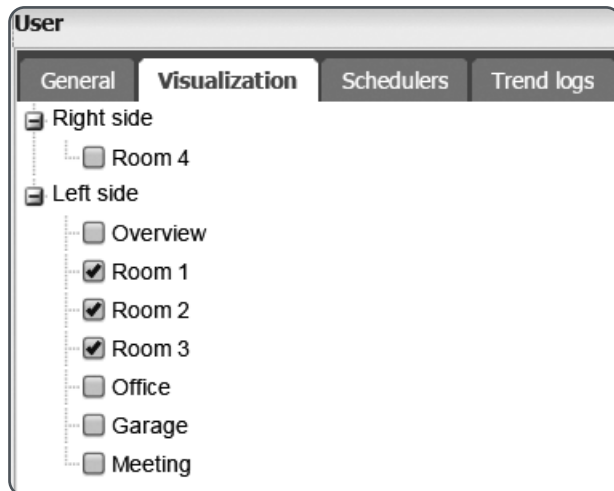 User
General Visualization Schedulers Trend logs
Right side
Room 4
Left side
Overview
Room 1
Room 2
Room 3
Office
Garage
Meeting